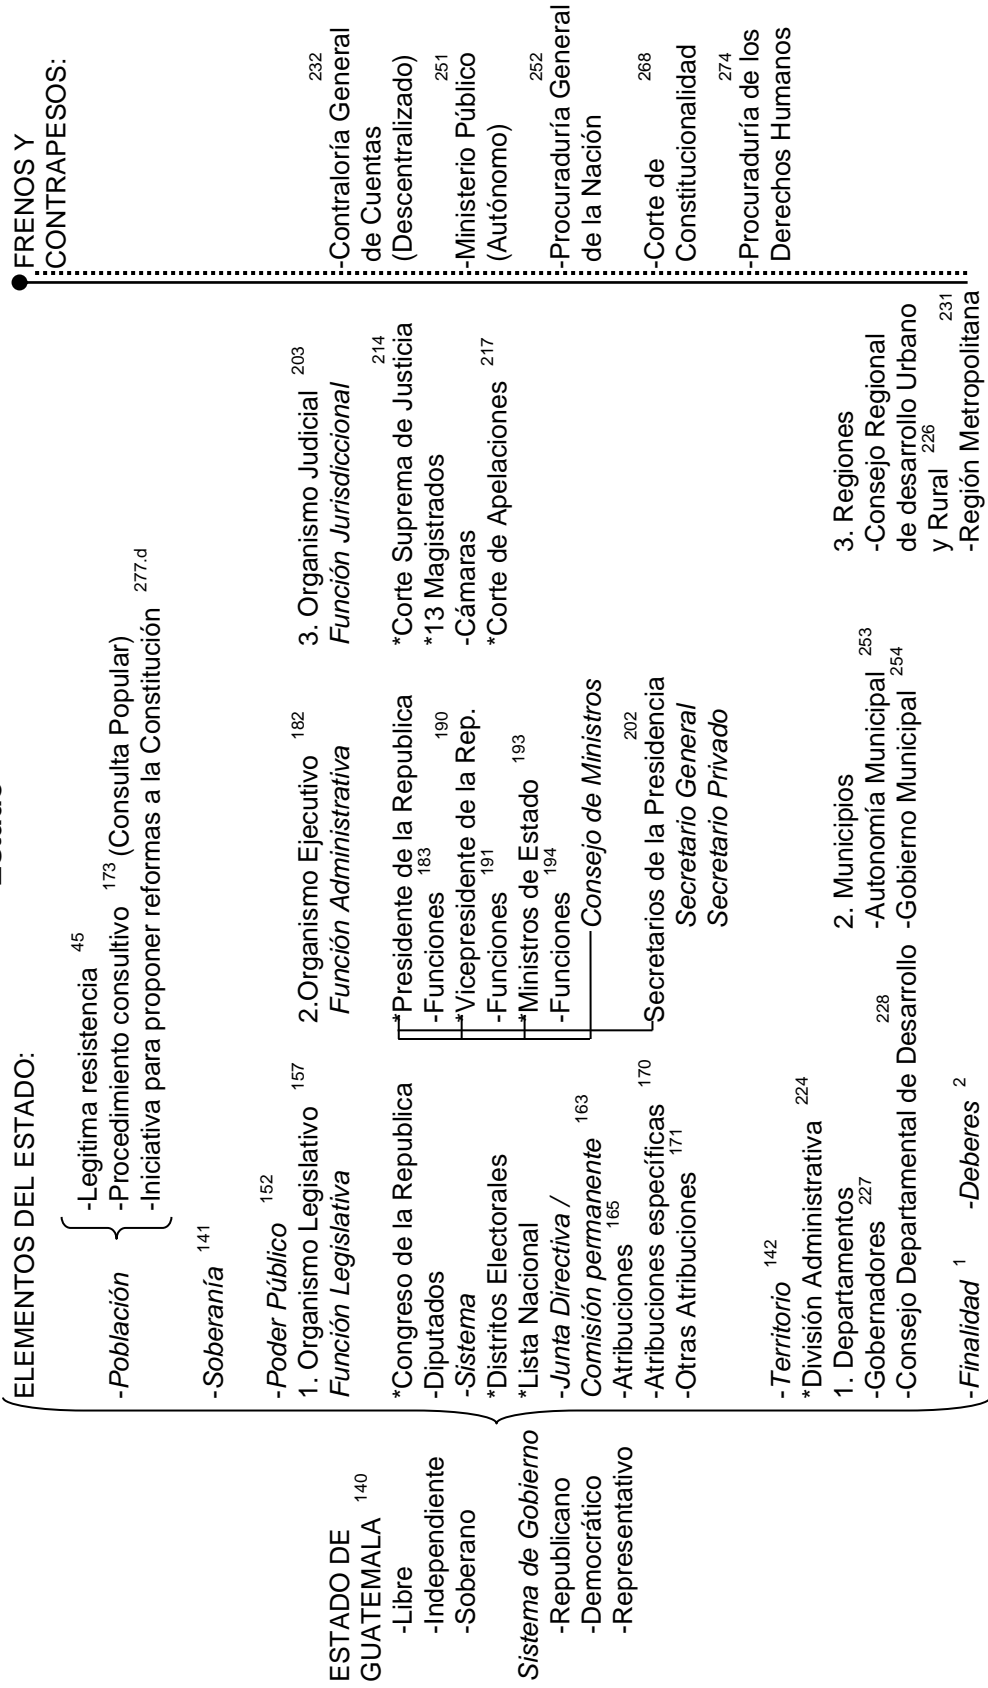 Estado
ESTADO DE
GUATEMALA 140
-Libre
-Independiente
-Soberano
Sistema de Gobierno
-Republicano
-Democrático
-Representativo
ELEMENTOS DEL ESTADO:
-Población
-Legitima resistencia 45
-Procedimiento consultivo 173 (Consulta Popular)
-Iniciativa para proponer reformas a la Constitución 277.d
-Soberanía 141
-Poder Público 152
1. Organismo Legislativo 157
Función Legislativa
*Congreso de la Republica
-Diputados
-Sistema
*Distritos Electorales
*Lista Nacional
-Junta Directiva /
Comisión permanente 163
-Atribuciones 165
-Atribuciones específicas 170
-Otras Atribuciones 171
2.Organismo Ejecutivo 182
Función Administrativa
*Presidente de la Republica
-Funciones 183
*Vicepresidente de la Rep. 190
-Funciones 191
*Ministros de Estado 193
-Funciones 194
Consejo de Ministros
Secretarios de la Presidencia 202
Secretario General
Secretario Privado
3. Organismo Judicial 203
Función Jurisdiccional
*Corte Suprema de Justicia 214
*13 Magistrados
-Cámaras
*Corte de Apelaciones 217
-Territorio 142
*División Administrativa 224
1. Departamentos
-Gobernadores 227
-Consejo Departamental de Desarollo 228
2. Municipios
-Autonomía Municipal 253
-Gobierno Municipal 254
3. Regiones
-Consejo Regional
de desarrollo Urbano
y Rural 226
-Región Metropolitana 231
-Finalidad 1
-Deberes 2
FRENOS Y
CONTRAPESOS:
-Contraloría General 232
de Cuentas
(Descentralizado)
-Ministerio Público 251
(Autónomo)
-Procuraduría General 252
de la Nación
-Corte de 268
Constitucionalidad
-Procuraduría de los 274
Derechos Humanos